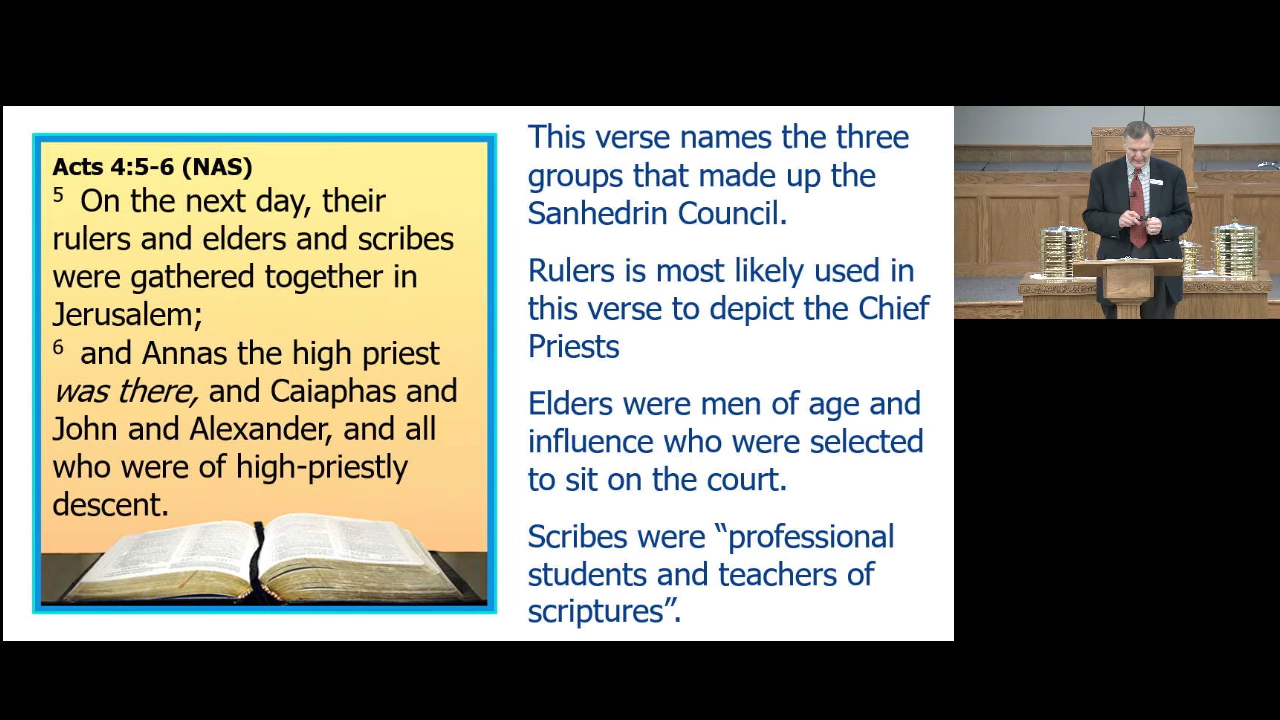 Acts 4:5-6 (NAS)
5 On the next day, their
rulers and elders and scribes
were gathered together in
Jerusalem;
6 and Annas the high priest
was there, and Caiaphas and
John and Alexander, and all
who were of high-priestly
descent.
This verse names the three
groups that made up the
Sanhedrin Council.
Rulers is most likely used in
this verse to depict the Chief
Priests
Elders were men of age and
influence who were selected
to sit on the court.
Scribes were “professional
students and teachers of
scriptures”.